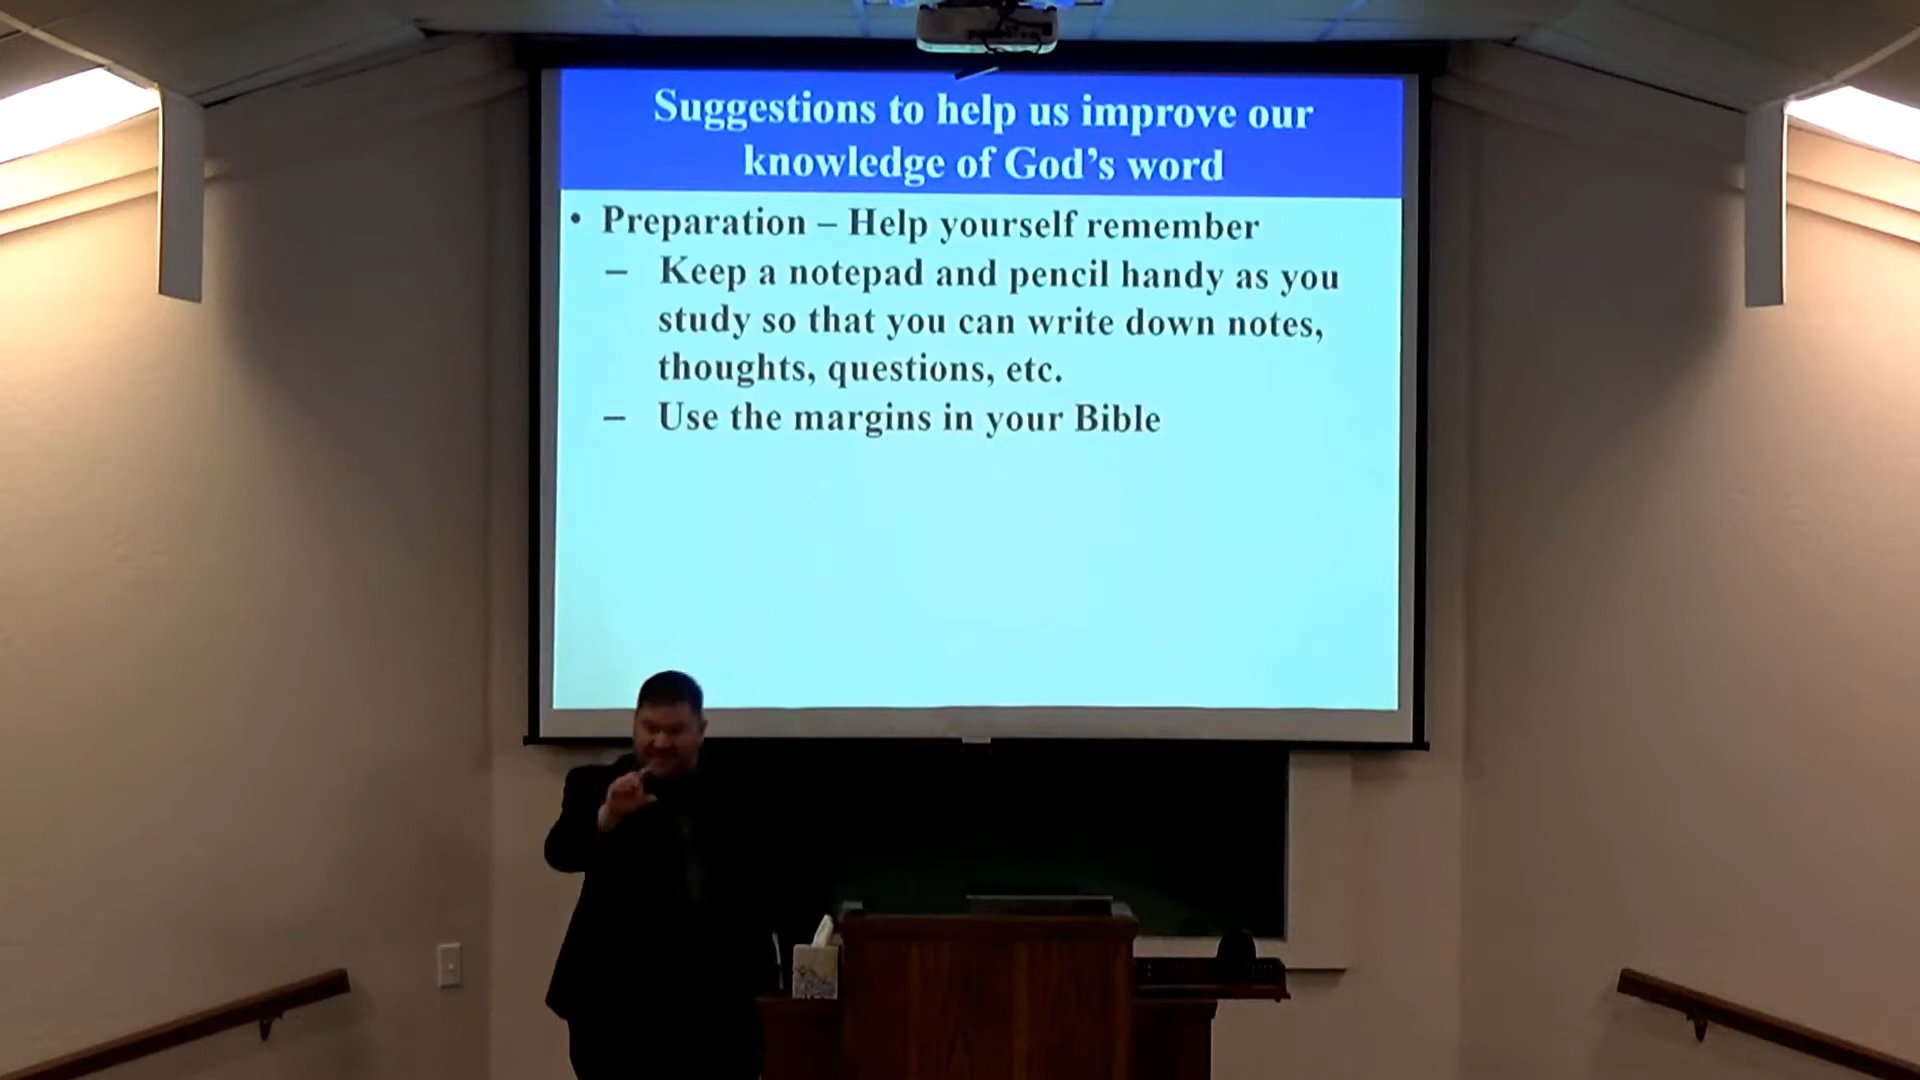 Suggestions to help us improve our
knowledge of God's word
• Preparation – Help yourself remember
– Keep a notepad and pencil handy as you
study so that you can write down notes,
thoughts, questions, etc.
– Use the margins in your Bible